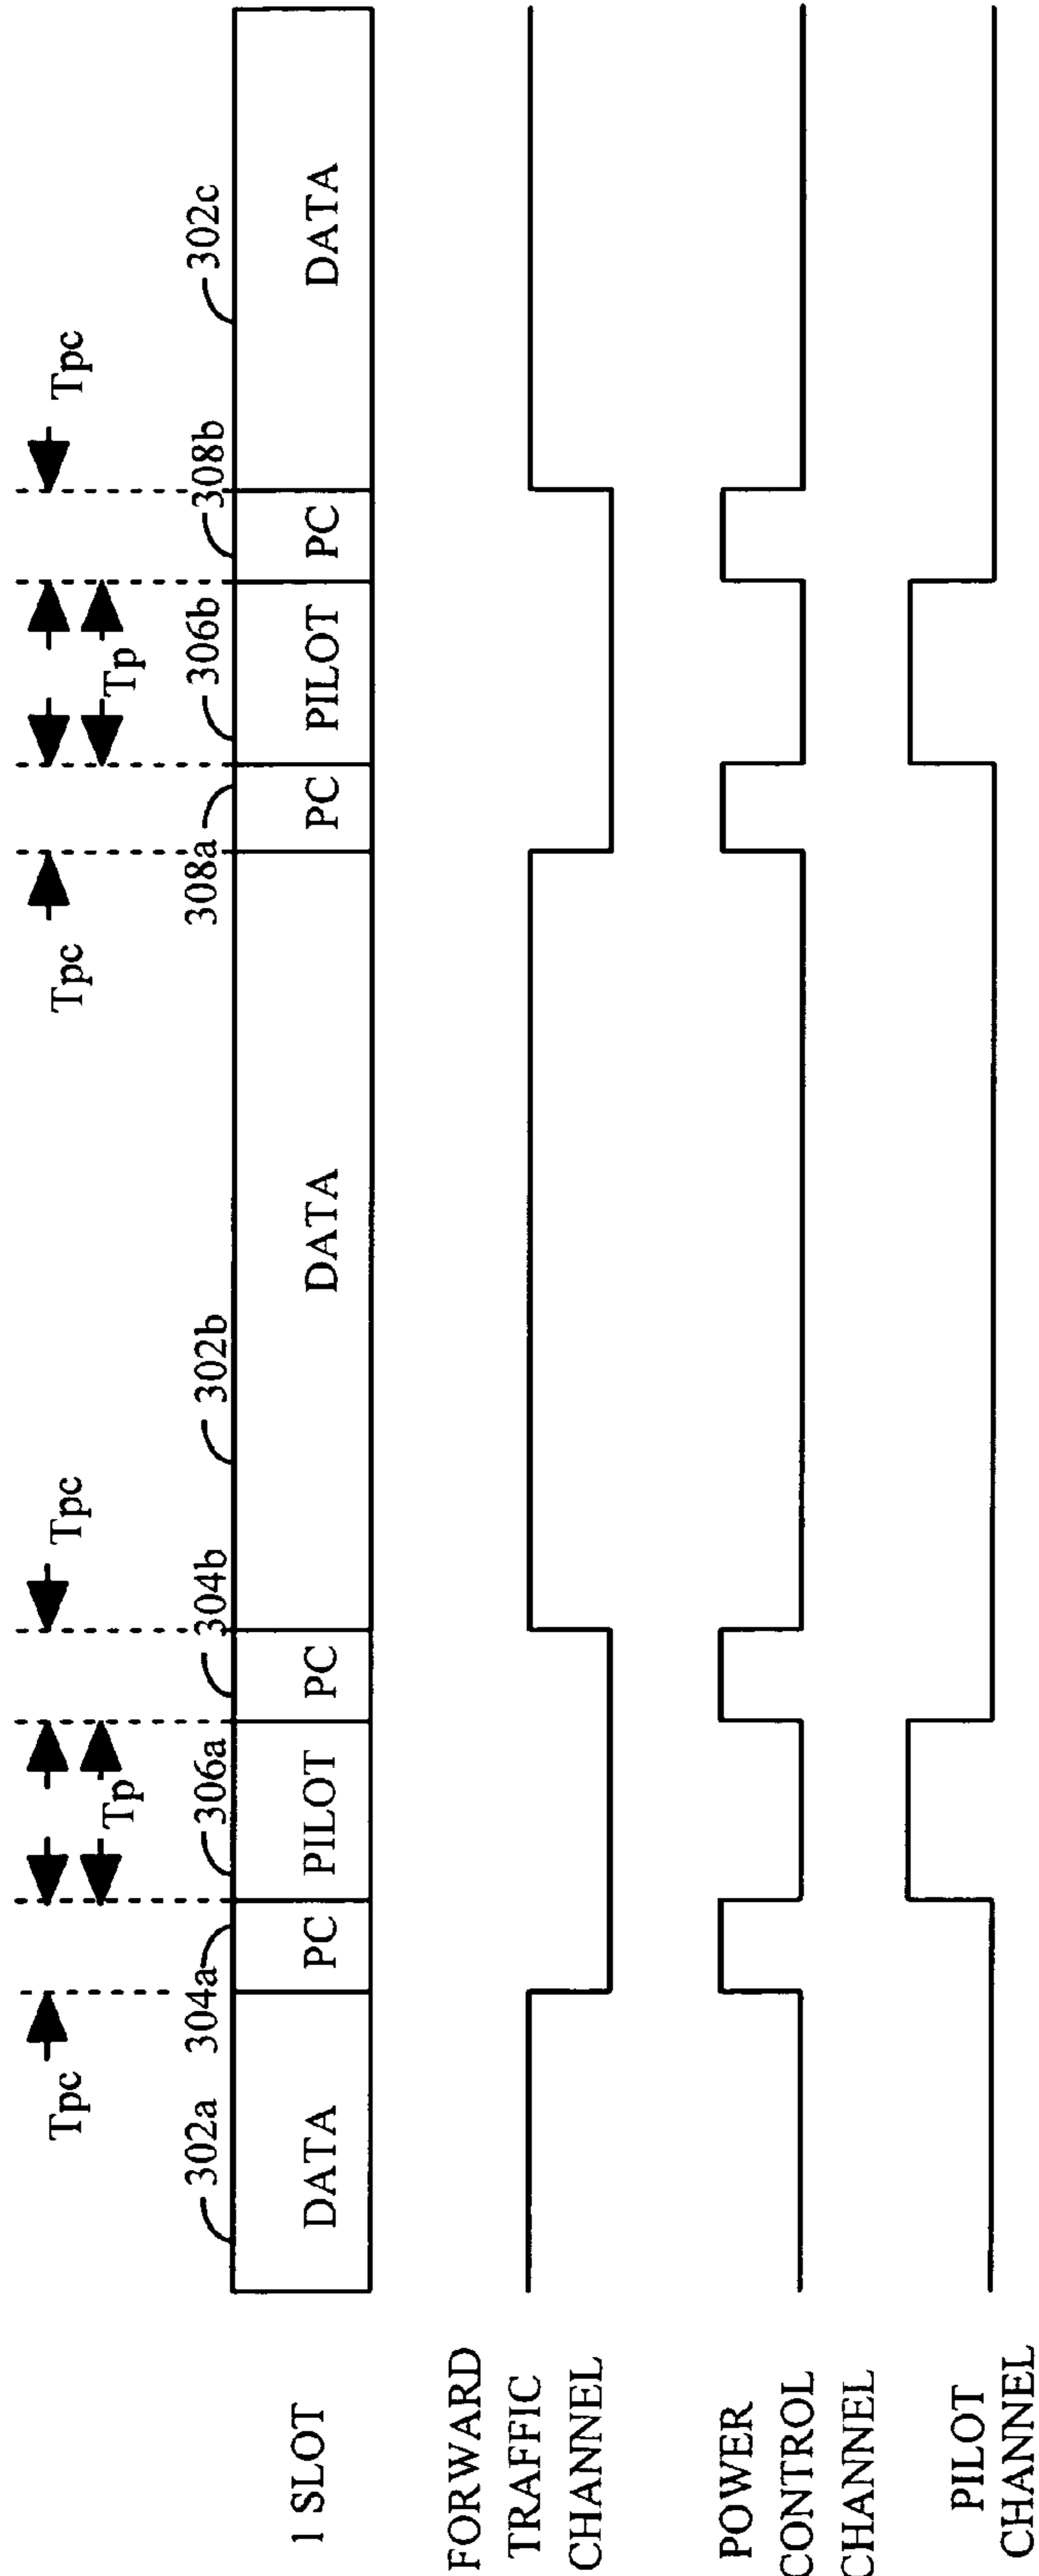 Tpc
Tp
Tpc
Tpc
Tp
Tpc
302a
304a
306a
304b
302b
308a
306b
308b
302c
1 SLOT
DATA
PC
PILOT
PC
DATA
PC
PILOT
PC
DATA
FORWARD
TRAFFIC
CHANNEL
POWER
CONTROL
CHANNEL
PILOT
CHANNEL